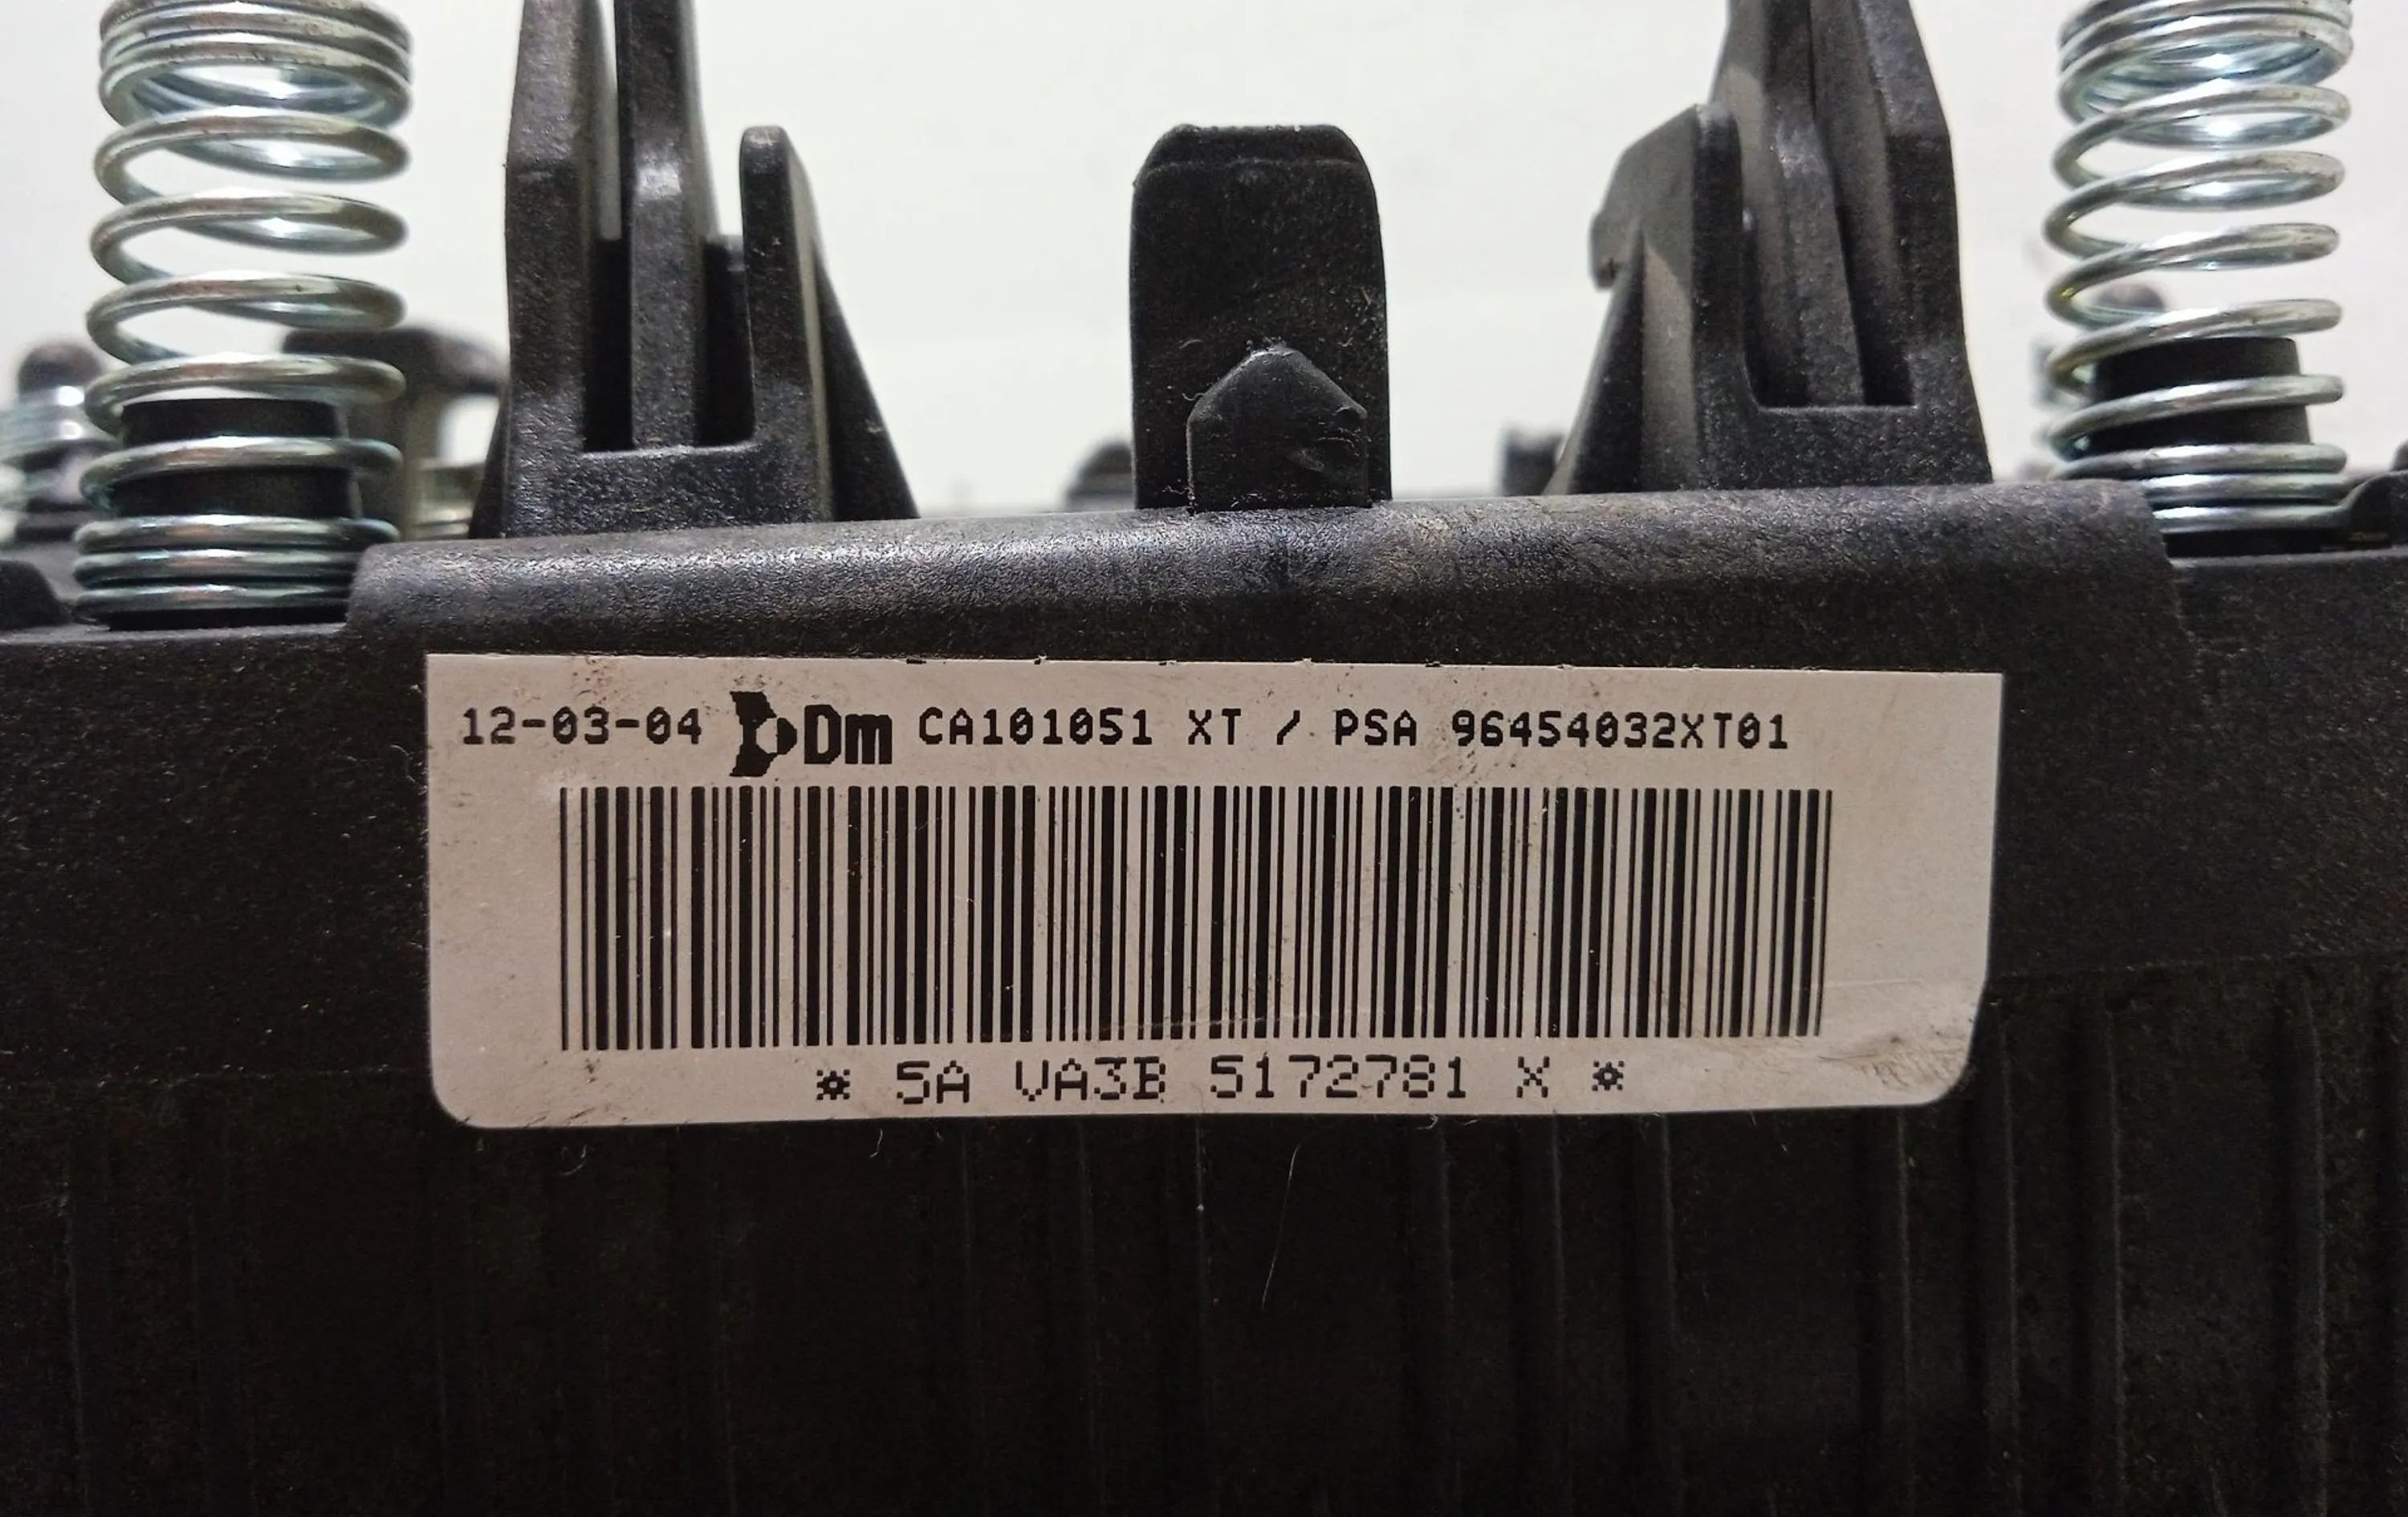 12-03-04 Dm CA101051 XT / PSA 96454032XT01
* 5A VA3B 5172781 X *